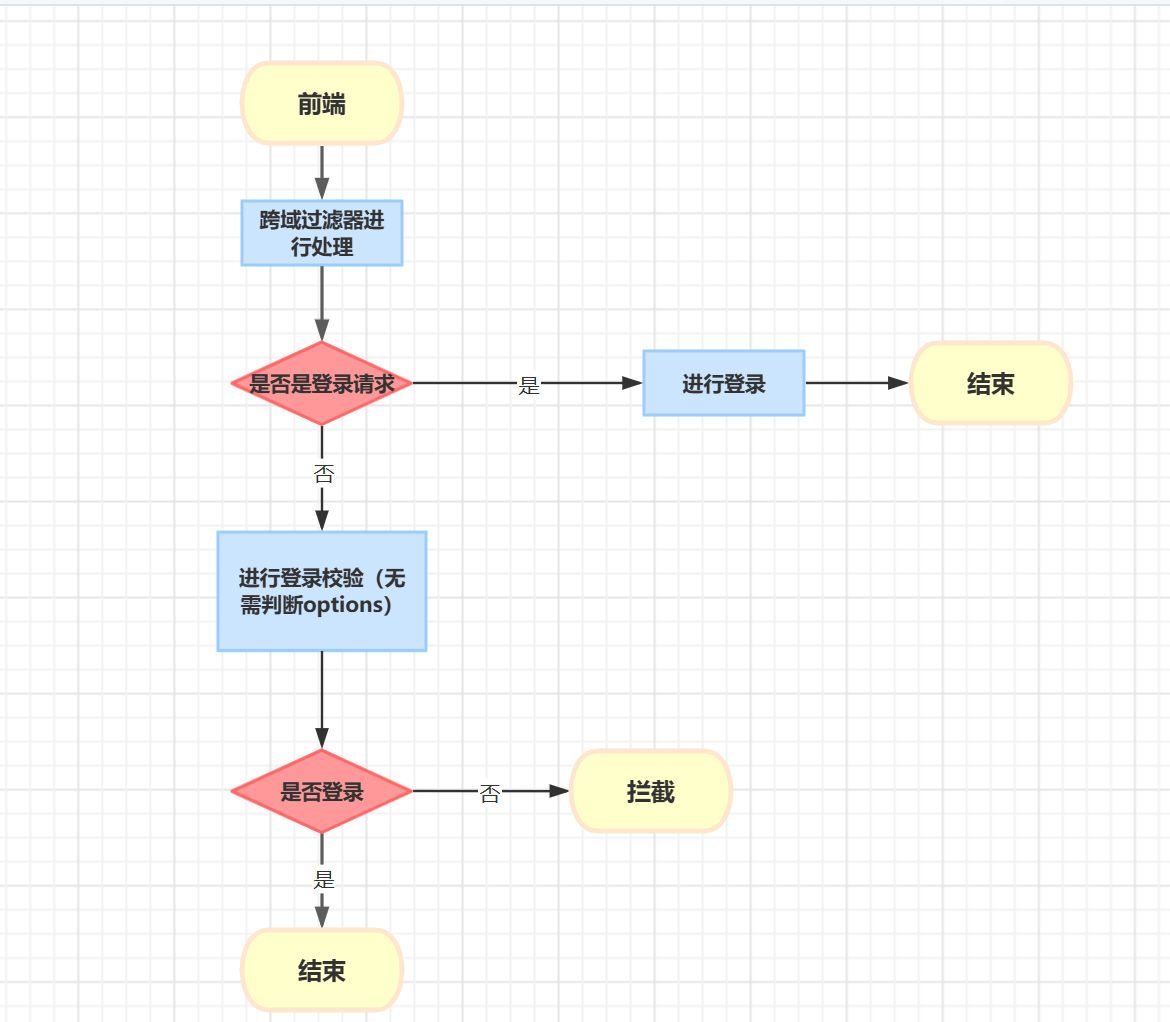 前端
跨域过滤器进
行处理
是否是登录请求
是
进行登录
结束
否
进行登录校验（无
需判断options）
是否登录
否
拦截
是
结束